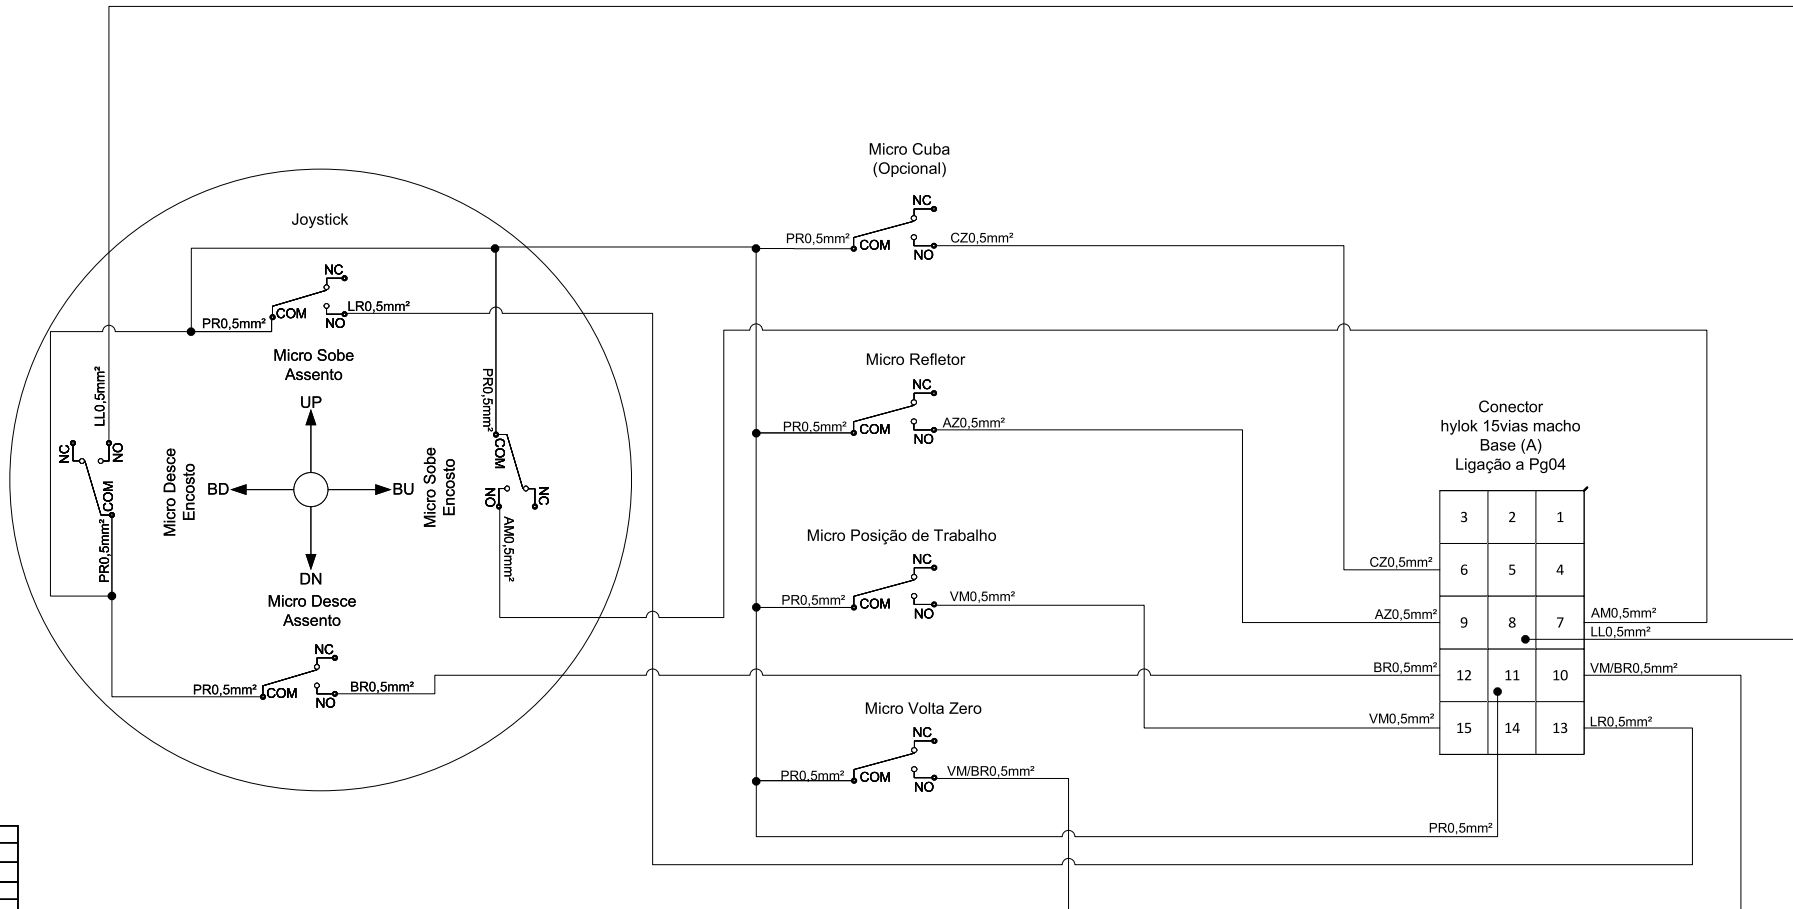 Micro Cuba
(Opcional)
NC
PR0,5mm²
COM
NO
CZ0,5mm²
Joystick
NC
LR0,5mm²
PR0,5mm²
COM
NO
Micro Sobe
Assento
UP
LL0,5mm²
NC
NO
COM
PR0,5mm²
Micro Desce
Encosto
BD
BU
Micro Sobe
Encosto
PR0,5mm²
COM
NO
NC
AM0,5mm²
DN
Micro Desce
Assento
NC
PR0,5mm²
COM
NO
BR0,5mm²
Micro Refletor
NC
PR0,5mm²
COM
NO
AZ0,5mm²
Micro Posição de Trabalho
NC
PR0,5mm²
COM
NO
VM0,5mm²
Micro Volta Zero
NC
PR0,5mm²
COM
NO
VM/BR0,5mm²
Conector
hylok 15vias macho
Base (A)
Ligação a Pg04
3 2 1
CZ0,5mm² 6 5 4
AZ0,5mm² 9 8 7 AM0,5mm²
LL0,5mm²
BR0,5mm² 12 11 10 VM/BR0,5mm²
VM0,5mm² 15 14 13 LR0,5mm²
PR0,5mm²